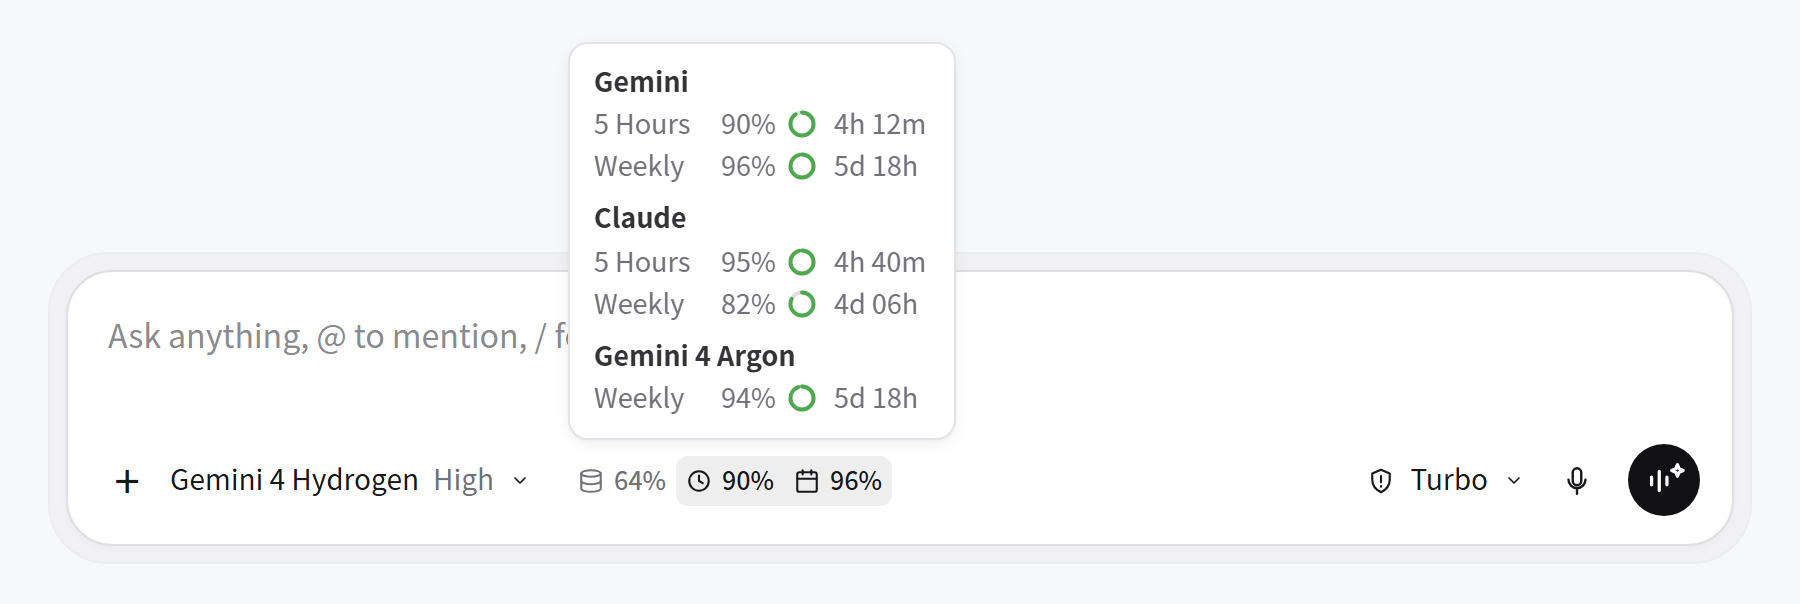 Gemini
5 Hours 90% 4h 12m
Weekly 96% 5d 18h
Claude
5 Hours 95% 4h 40m
Weekly 82% 4d 06h
Gemini 4 Argon
Weekly 94% 5d 18h
Ask anything, @ to mention, /
Gemini 4 Hydrogen High 64% 90% 96% Turbo